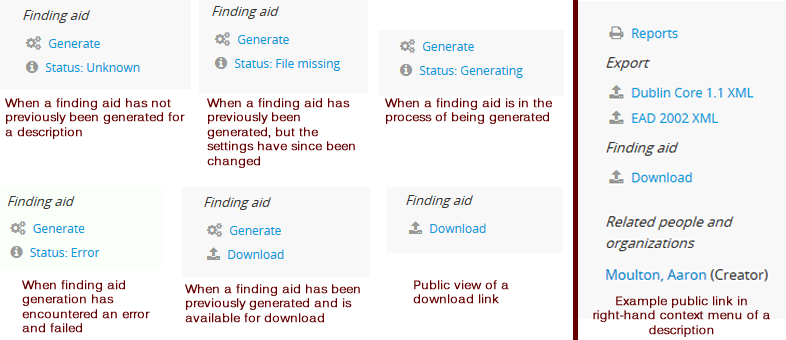 Finding aid
Generate
Status: Unknown
When a finding aid has not
previously been generated for
a description
Finding aid
Generate
Status: File missing
When a finding aid has
previously been
generated, but the
settings have since been
changed
Generate
Status: Generating
When a finding aid is in the
process of being generated
Finding aid
Generate
Status: Error
When finding aid
generation has
encountered an error
and failed
Finding aid
Generate
Download
When a finding aid has been
previously generated and is
available for download
Finding aid
Download
Public view of a
download link
Reports
Export
Dublin Core 1.1 XML
EAD 2002 XML
Finding aid
Download
Related people and
organizations
Moulton, Aaron (Creator)
Example public link in
right-hand context menu of a
description